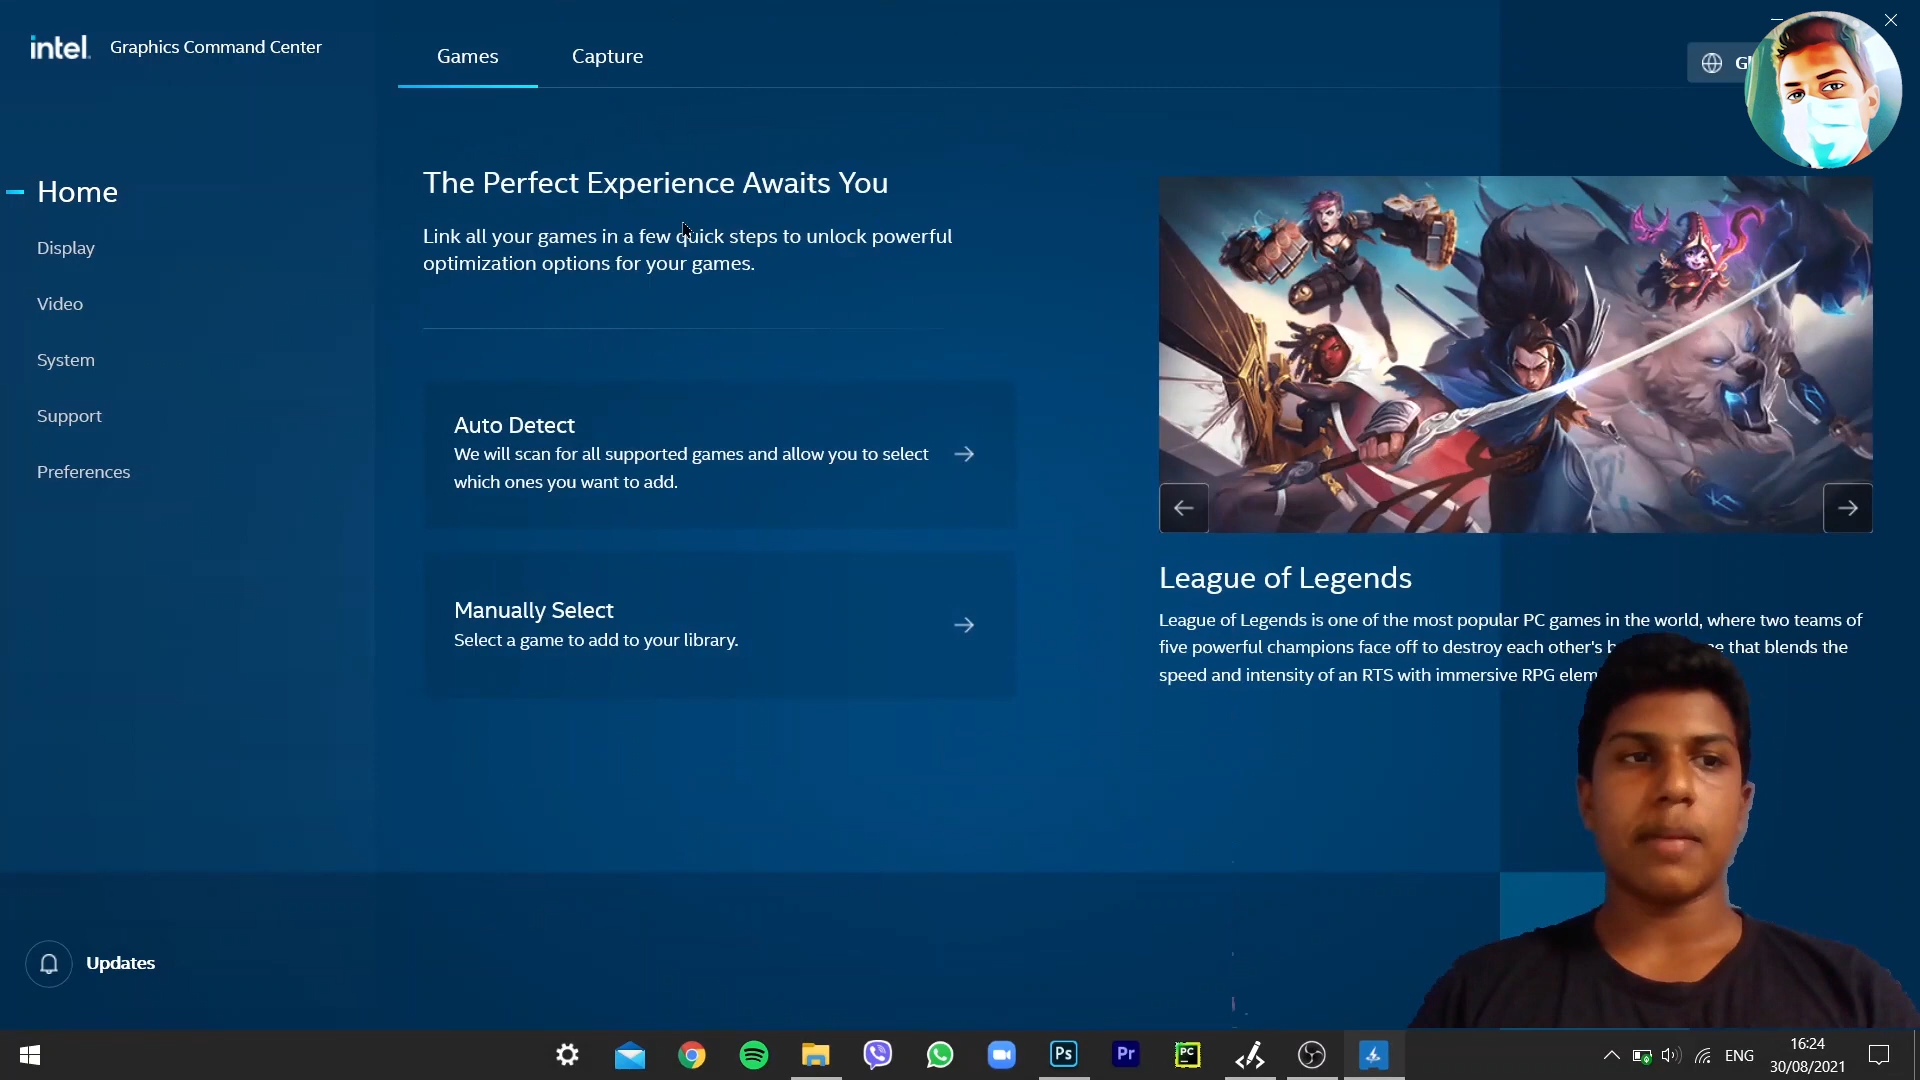 intel. Graphics Command Center
Games
Capture
Home
Display
Video
System
Support
Preferences
The Perfect Experience Awaits You
Link all your games in a few quick steps to unlock powerful
optimization options for your games.
Auto Detect
We will scan for all supported games and allow you to select
which ones you want to add.
Manually Select
Select a game to add to your library.
League of Legends
League of Legends is one of the most popular PC games in the world, where two teams of
five powerful champions face off to destroy each other's that blends the
speed and intensity of an RTS with immersive RPG
Updates
Ps
Pr
PC
ENG
16:24
30/08/2021